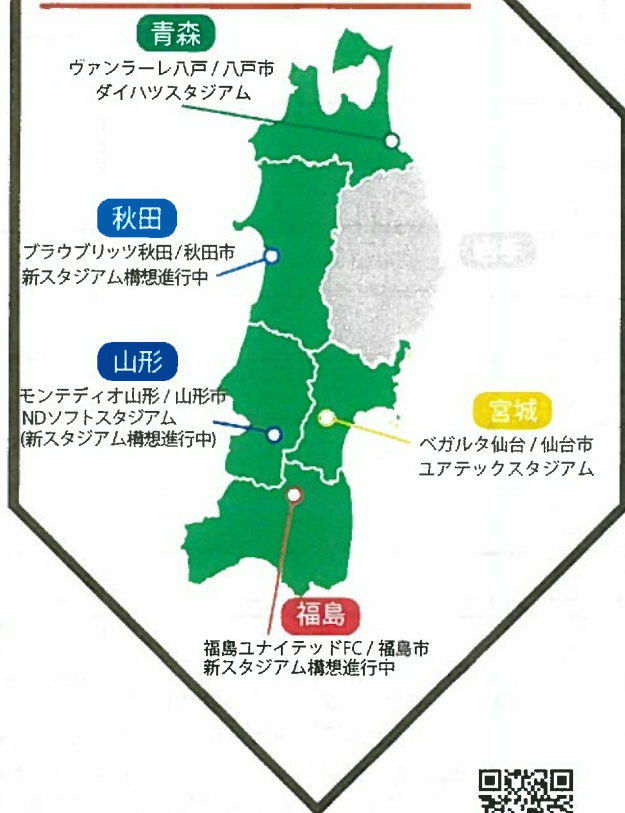 青森
ヴァンラーレ八戸 / 八戸市
ダイハツスタジアム
秋田
ブラウブリッツ秋田 / 秋田市
新スタジアム構想進行中
岩手
山形
モンテディオ山形 / 山形市
NDソフトスタジアム
(新スタジアム構想進行中)
宮城
ベガルタ仙台 / 仙台市
ユアテックスタジアム
福島
福島ユナイテッドFC / 福島市
新スタジアム構想進行中